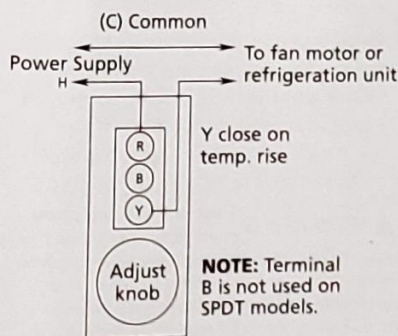 (C) Common
Power Supply
H
To fan motor or
refrigeration unit
R
B
Y
Y close on
temp. rise
Adjust
knob
NOTE: Terminal
B is not used on
SPDT models.